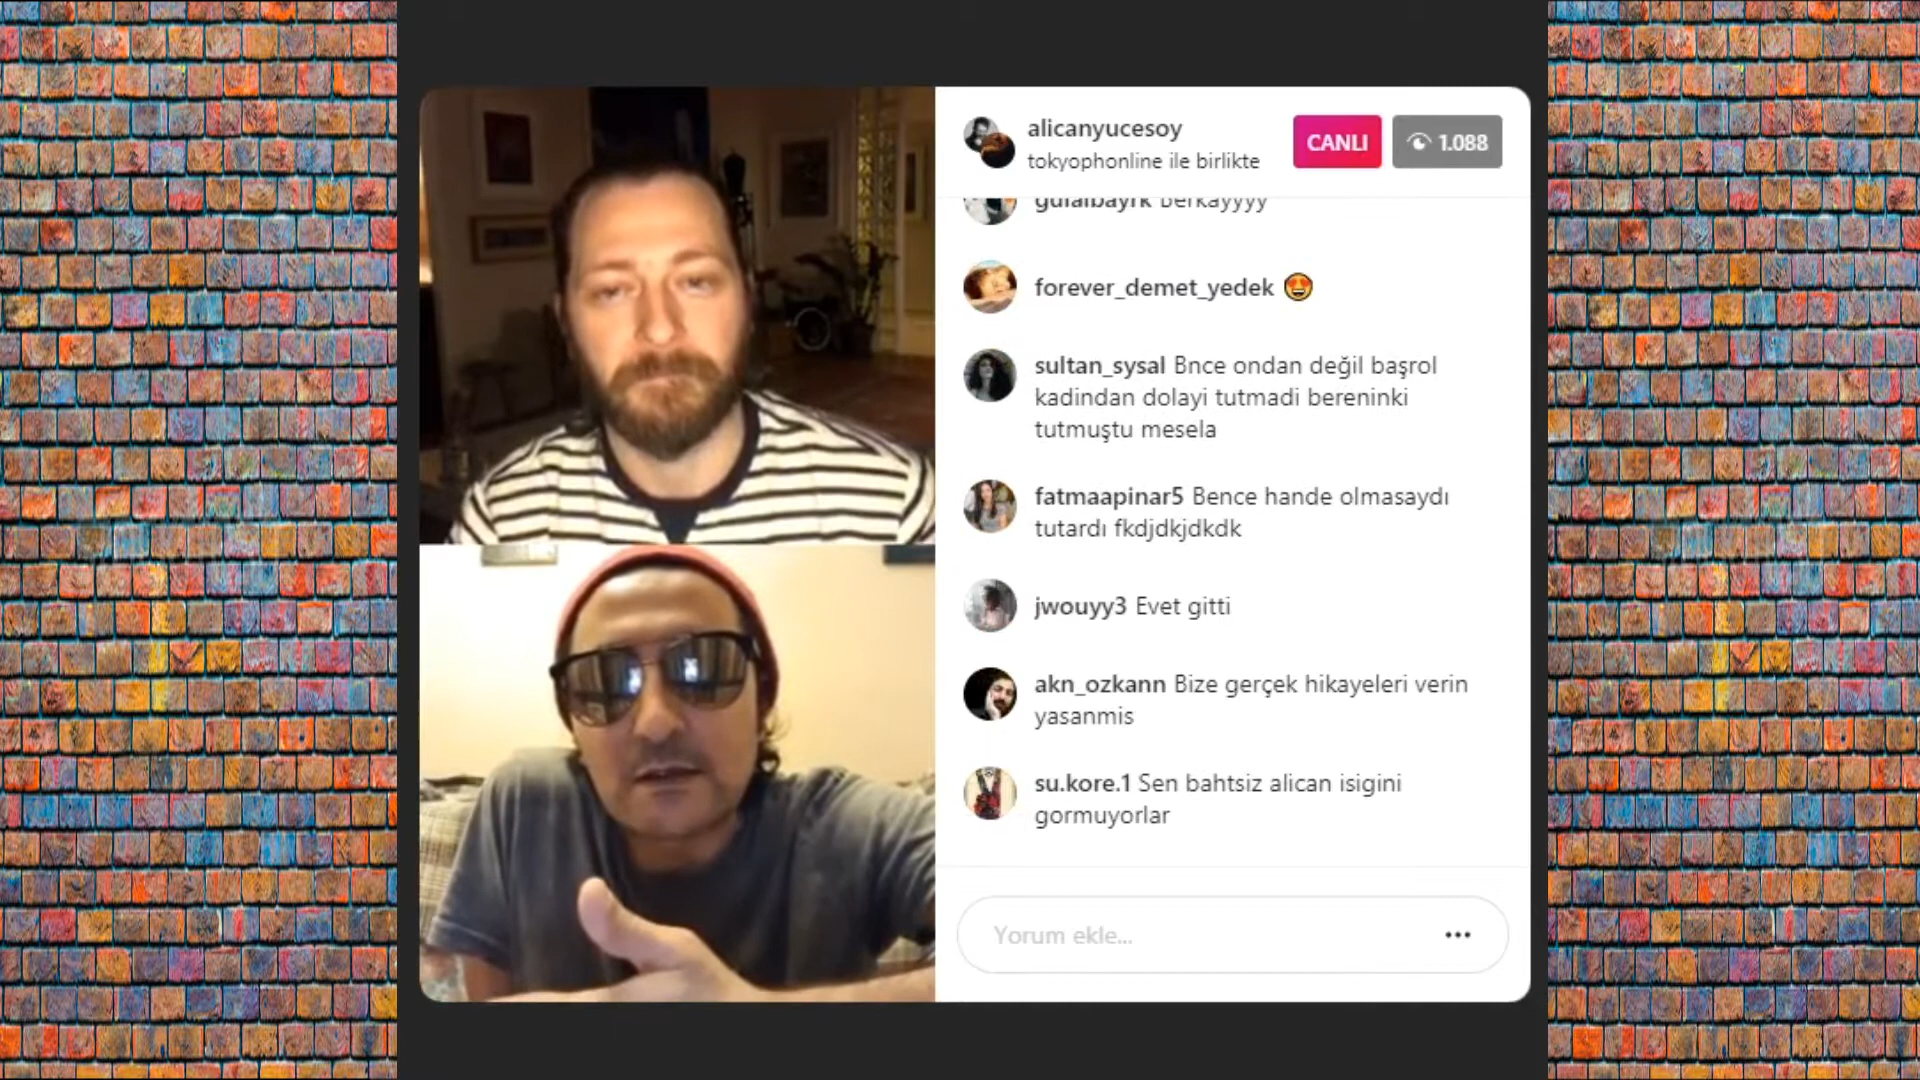 alicanyucesoy
tokyophonline ile birlikte
CANLI
1.088
gulalbayrk Berkayyyy
forever_demet_yedek 😍
sultan_sysal Bnce ondan değil başrol
kadindan dolayi tutmadi bereninki
tutmuştu mesela
fatmaapinar5 Bence hande olmasaydı
tutardı fkdjdkjdkdk
jwouyy3 Evet gitti
akn_ozkann Bize gerçek hikayeleri verin
yasanmis
su.kore.1 Sen bahtsiz alican isigini
gormuyorlar
Yorum ekle...